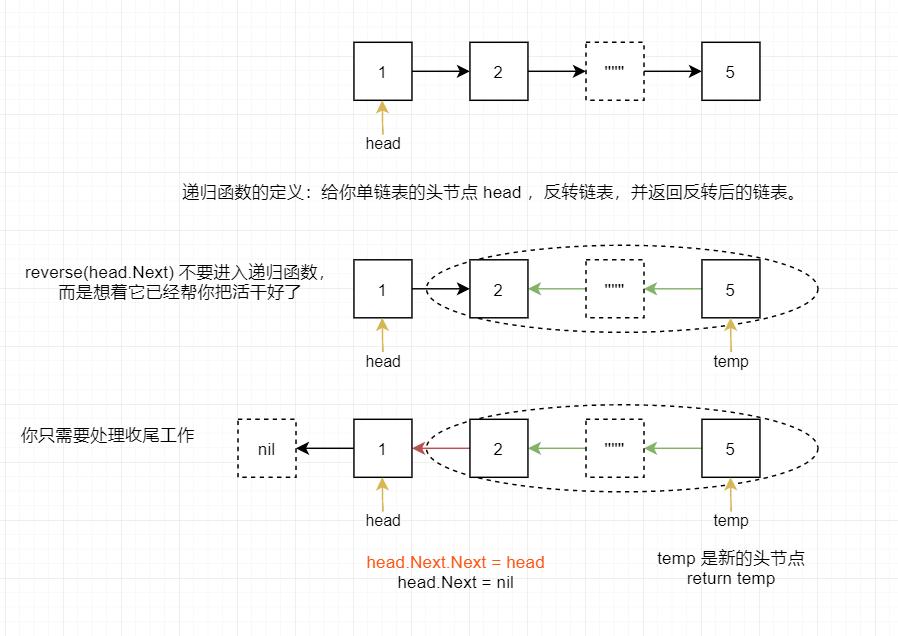 1
2
"""
5
head
递归函数的定义：给你单链表的头节点 head ，反转链表，并返回反转后的链表。
reverse(head.Next) 不要进入递归函数，
而是想着它已经帮你把活干好了
1
2
"""
5
head
temp
你只需要处理收尾工作
nil
1
2
"""
5
head
temp
head.Next.Next = head
head.Next = nil
temp 是新的头节点
return temp